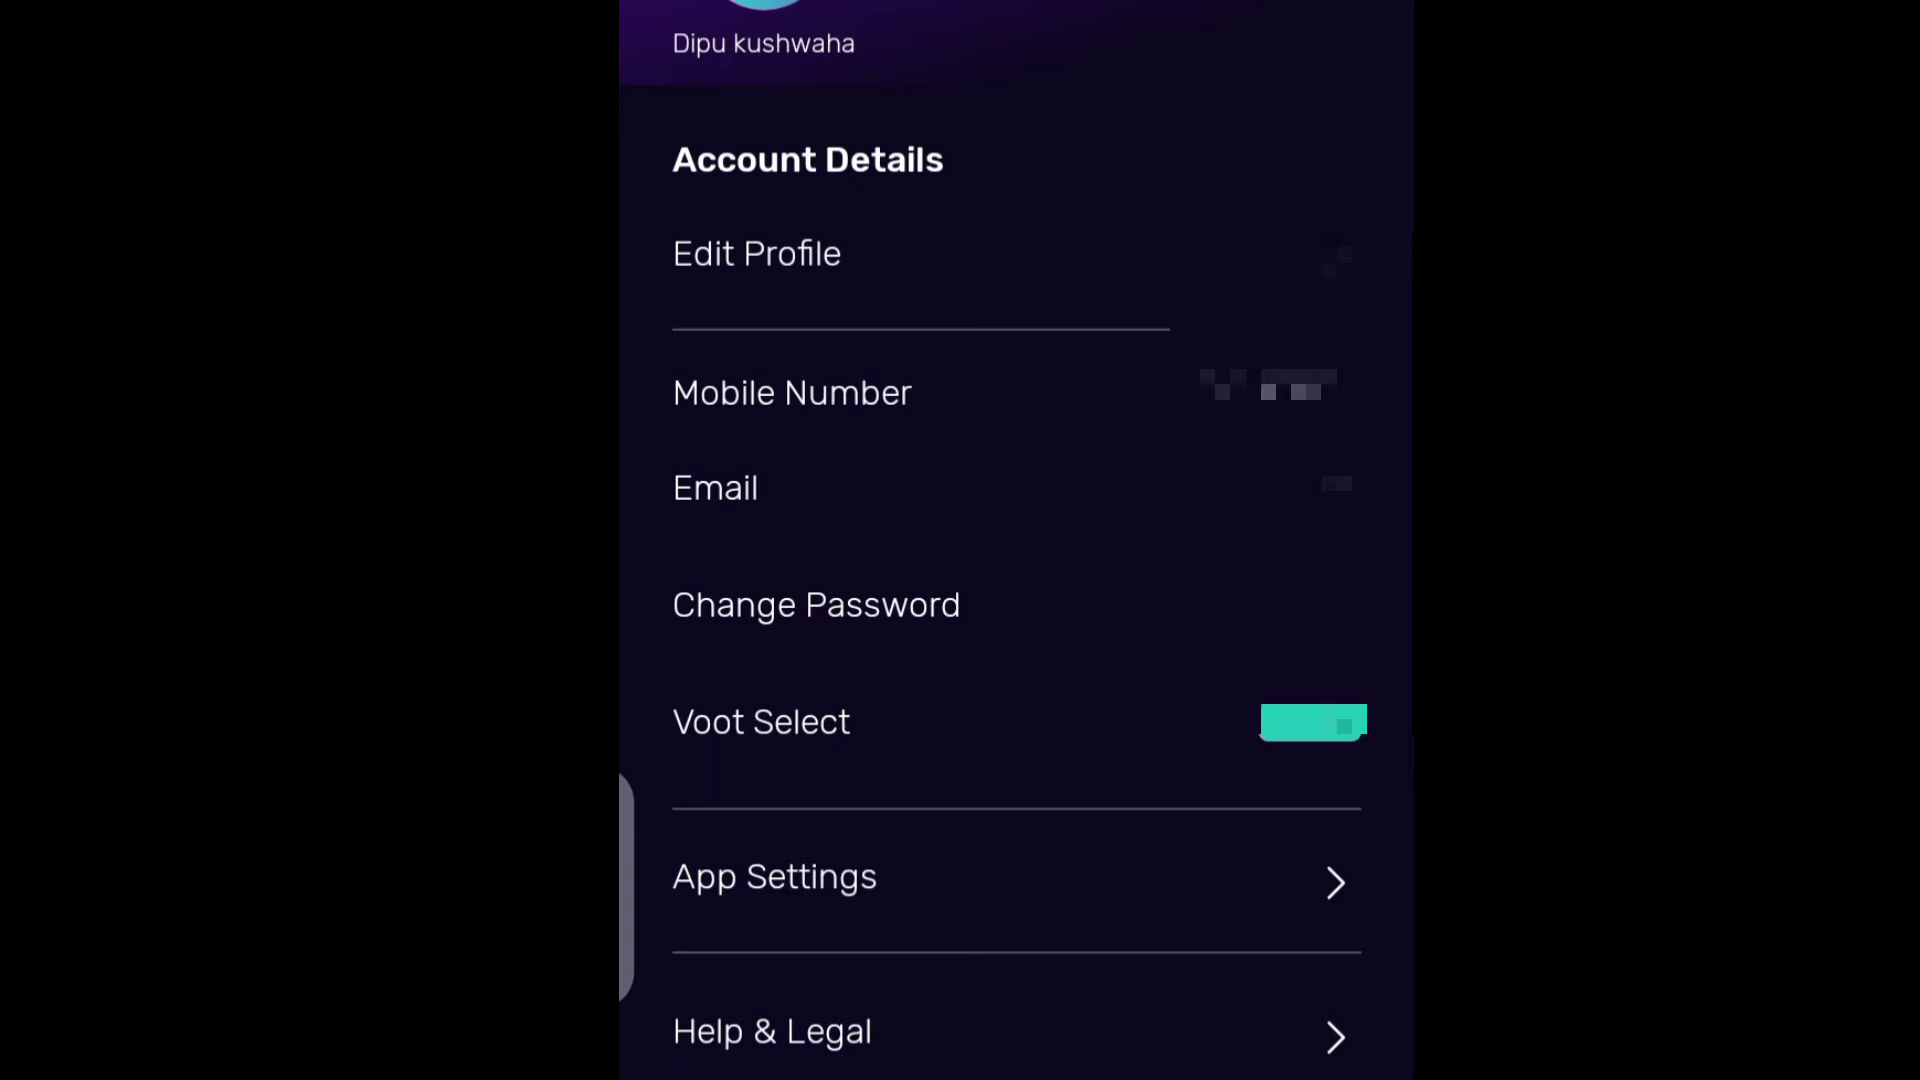 Dipu kushwaha
Account Details
Edit Profile
Mobile Number
Email
Change Password
Voot Select
App Settings
Help & Legal